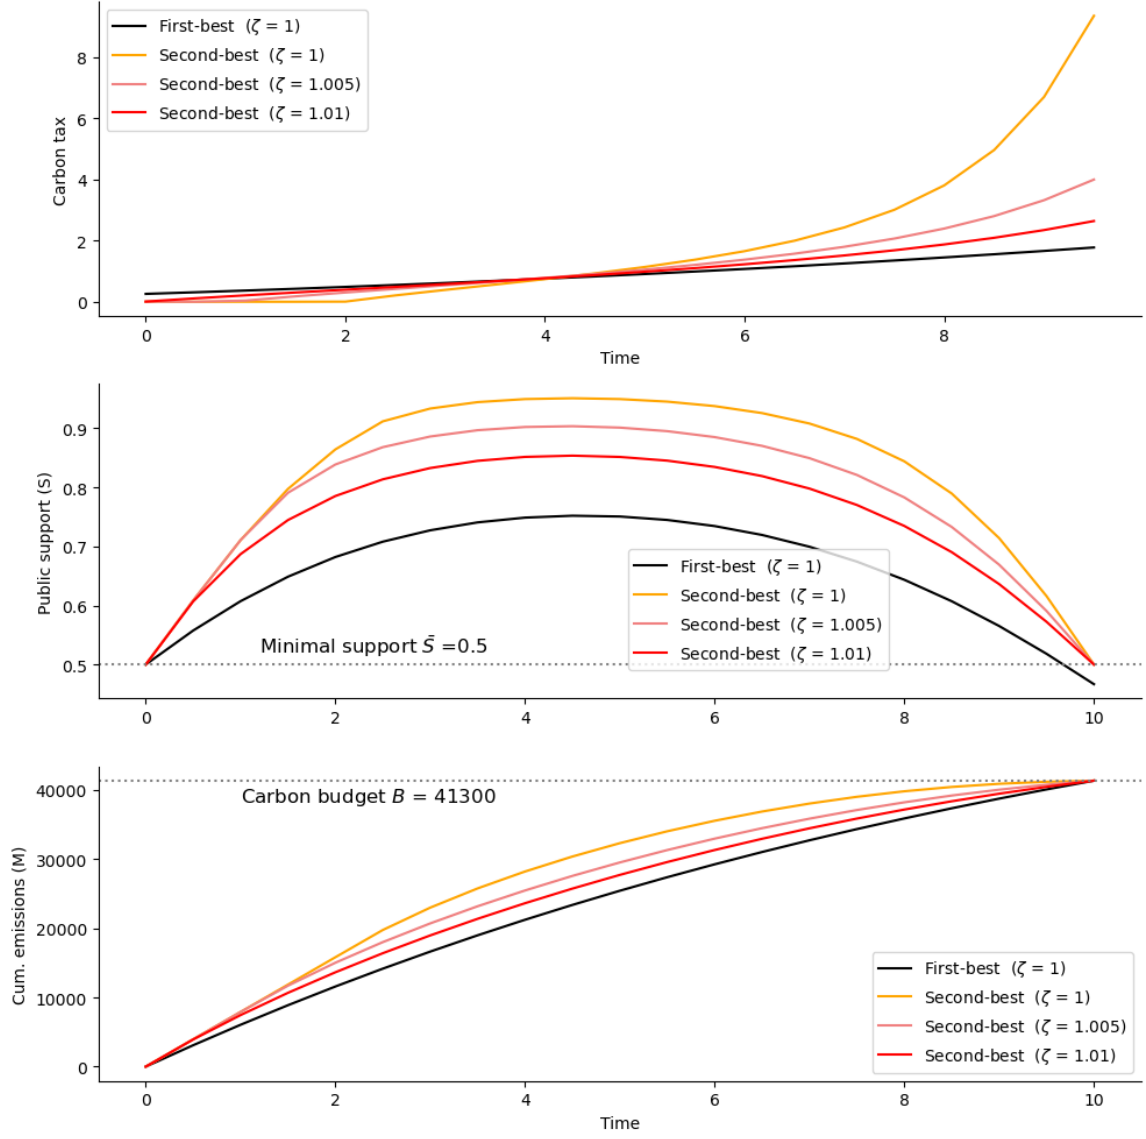 First-best (ζ = 1)
Second-best (ζ = 1)
Second-best (ζ = 1.005)
Second-best (ζ = 1.01)
Carbon tax
8
6
4
2
0
0 2 4 6 8
Time
Public support (S)
0.9
0.8
0.7
0.6
0.5
First-best (ζ = 1)
Second-best (ζ = 1)
Second-best (ζ = 1.005)
Second-best (ζ = 1.01)
Minimal support S̄ =0.5
0 2 4 6 8 10
Cum. emissions (M)
40000
30000
20000
10000
0
Carbon budget B = 41300
First-best (ζ = 1)
Second-best (ζ = 1)
Second-best (ζ = 1.005)
Second-best (ζ = 1.01)
0 2 4 6 8 10
Time